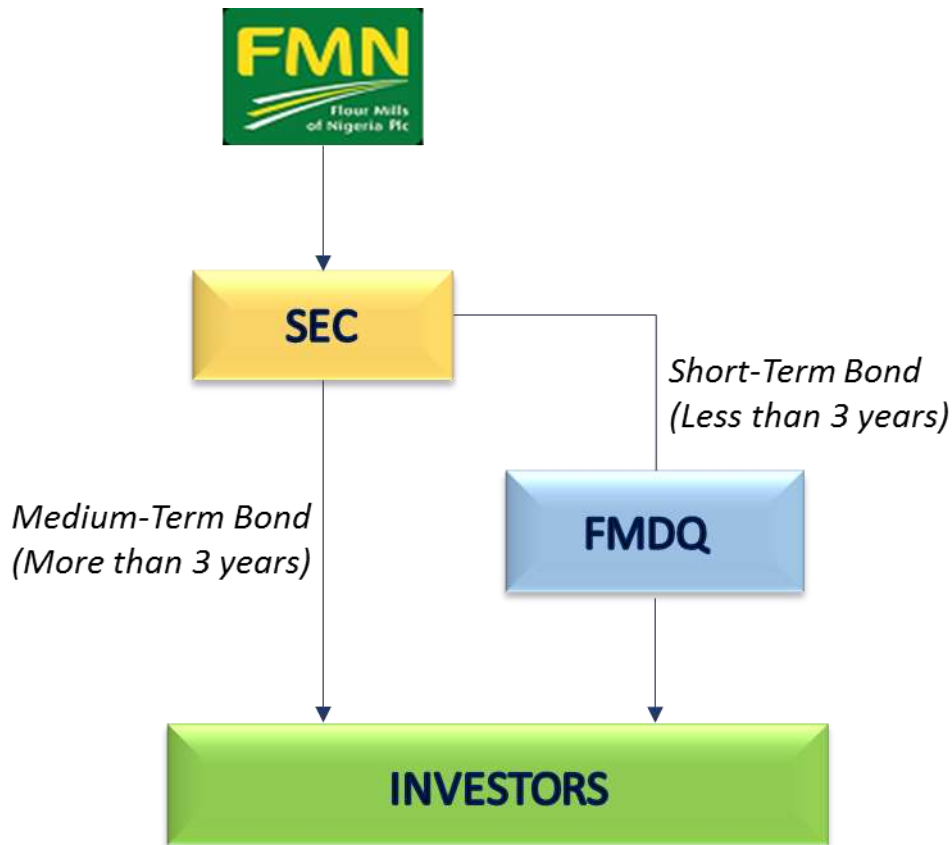 FMN
Flour Mills
of Nigeria Plc
SEC
Short-Term Bond
(Less than 3 years)
Medium-Term Bond
(More than 3 years)
FMDQ
INVESTORS